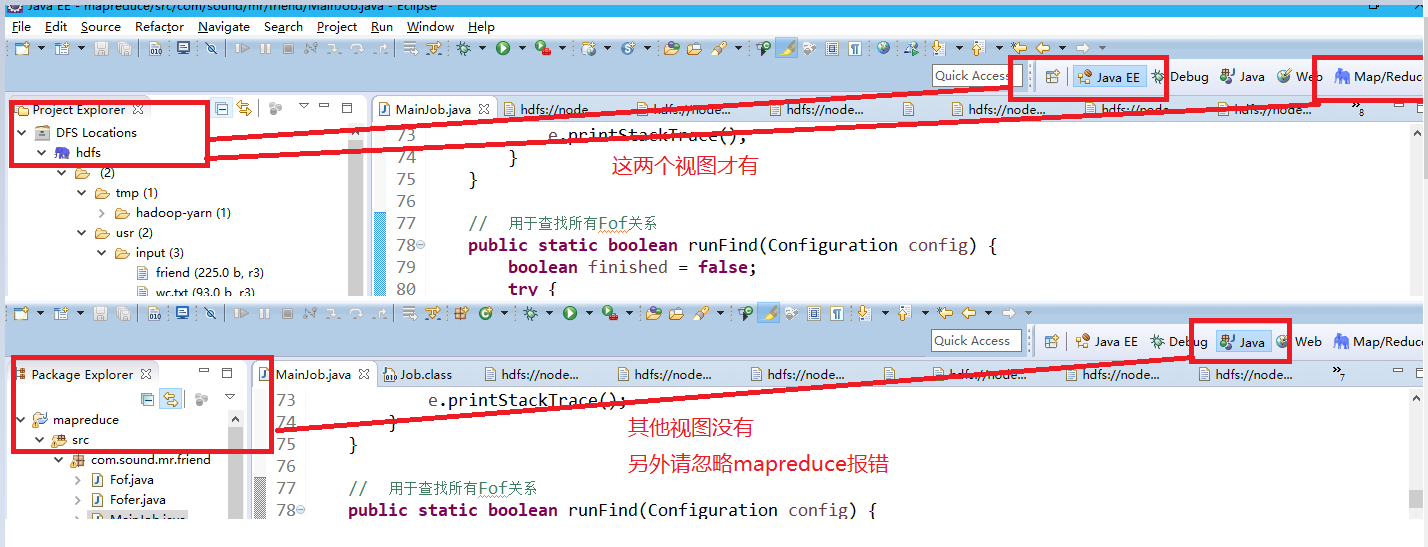 Java EE - mapreduce/src/com/sound/mr/friend/MainJob.java - Eclipse
File Edit Source Refactor Navigate Search Project Run Window Help
Quick Access Java EE Debug Java Web Map/Reduce
Project Explorer
MainJob.java hdfs://node... hdfs://node... hdfs://node... hdfs://node... hdfs://node... hdfs://node... »8
DFS Locations
hdfs
(2)
tmp (1)
hadoop-yarn (1)
usr (2)
input (3)
friend (225.0 b, r3)
wc.txt (93.0 b, r3)
73 e.printStackTrace();
74 }
75 }
76
77 // 用于查找所有Fof关系
78 public static boolean runFind(Configuration config) {
79 boolean finished = false;
80 try {
这两个视图才有
Quick Access Java EE Debug Java Web Map/Reduce
Package Explorer
MainJob.java Job.class hdfs://node... hdfs://node... hdfs://node... hdfs://node... hdfs://node... hdfs://node... »7
mapreduce
src
com.sound.mr.friend
Fof.java
Fofer.java
MainJob.java
73 e.printStackTrace();
74 }
75 }
76
77 // 用于查找所有Fof关系
78 public static boolean runFind(Configuration config) {
其他视图没有
另外请忽略mapreduce报错